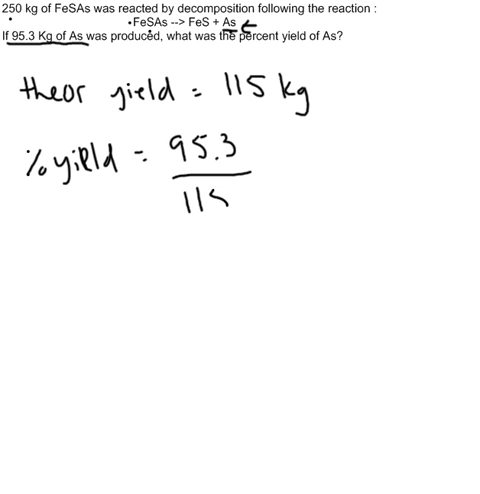 250 kg of FeSAs was reacted by decomposition following the reaction :
•FeSAs --> FeS + As
If 95.3 Kg of As was produced, what was the percent yield of As?
theor yield = 115 kg
% yield = 95.3
115